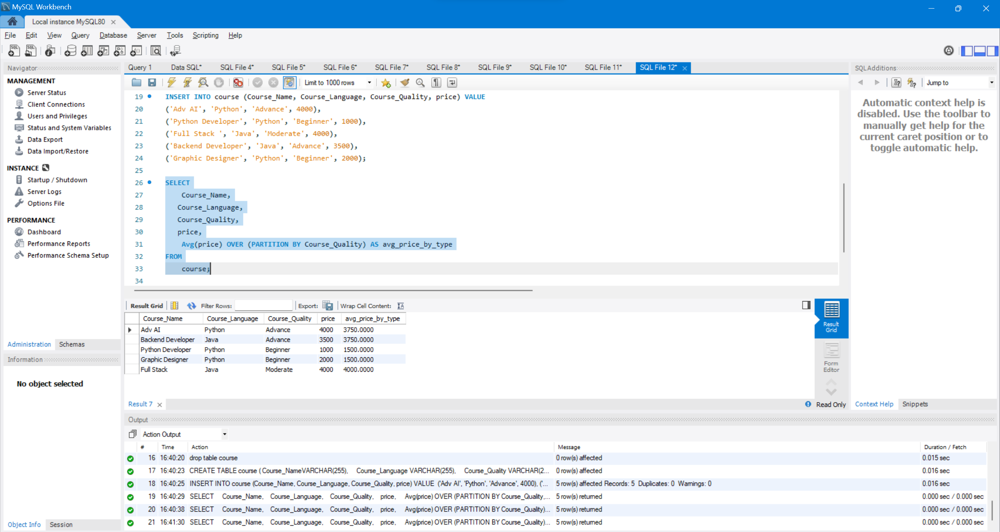 MySQL Workbench
Local instance MySQL80
File Edit View Query Database Server Tools Scripting Help
Navigator
MANAGEMENT
Server Status
Client Connections
Users and Privileges
Status and System Variables
Data Export
Data Import/Restore
INSTANCE
Startup / Shutdown
Server Logs
Options File
PERFORMANCE
Dashboard
Performance Reports
Performance Schema Setup
Administration Schemas
Information
No object selected
Object Info Session
Query 1 Data SQL* SQL File 4* SQL File 5* SQL File 6* SQL File 7* SQL File 8* SQL File 9* SQL File 10* SQL File 11* SQL File 12*
Limit to 1000 rows
19 INSERT INTO course (Course_Name, Course_Language, Course_Quality, price) VALUE
20 ('Adv AI', 'Python', 'Advance', 4000),
21 ('Python Developer', 'Python', 'Beginner', 1000),
22 ('Full Stack ', 'Java', 'Moderate', 4000),
23 ('Backend Developer', 'Java', 'Advance', 3500),
24 ('Graphic Designer', 'Python', 'Beginner', 2000);
25
26 SELECT
27 Course_Name,
28 Course_Language,
29 Course_Quality,
30 price,
31 Avg(price) OVER (PARTITION BY Course_Quality) AS avg_price_by_type
32 FROM
33 course;
34
Result Grid Filter Rows: Export: Wrap Cell Content:
Course_Name Course_Language Course_Quality price avg_price_by_type
Adv AI Python Advance 4000 3750.0000
Backend Developer Java Advance 3500 3750.0000
Python Developer Python Beginner 1000 1500.0000
Graphic Designer Python Beginner 2000 1500.0000
Full Stack Java Moderate 4000 4000.0000
Result
Grid
Form
Editor
Result 7
Read Only
SQLAdditions
Jump to
Automatic context help is
disabled. Use the toolbar to
manually get help for the
current caret position or to
toggle automatic help.
Context Help Snippets
Output
Action Output
# Time Action Message Duration / Fetch
16 16:40:20 drop table course 0 row(s) affected 0.015 sec
17 16:40:23 CREATE TABLE course ( Course_NameVARCHAR(255), Course_Language VARCHAR(255), Course_Quality VARCHAR(2... 0 row(s) affected 0.016 sec
18 16:40:25 INSERT INTO course (Course_Name, Course_Language, Course_Quality, price) VALUE ('Adv AI', 'Python', 'Advance', 4000), ('... 5 row(s) affected Records: 5 Duplicates: 0 Warnings: 0 0.016 sec
19 16:40:29 SELECT Course_Name, Course_Language, Course_Quality, price, Avg(price) OVER (PARTITION BY Course_Quality,... 5 row(s) returned 0.000 sec / 0.000 sec
20 16:40:38 SELECT Course_Name, Course_Language, Course_Quality, price, Avg(price) OVER (PARTITION BY Course_Quality)... 5 row(s) returned 0.000 sec / 0.000 sec
21 16:41:30 SELECT Course_Name, Course_Language, Course_Quality, price, Avg(price) OVER (PARTITION BY Course_Quality)... 5 row(s) returned 0.000 sec / 0.000 sec